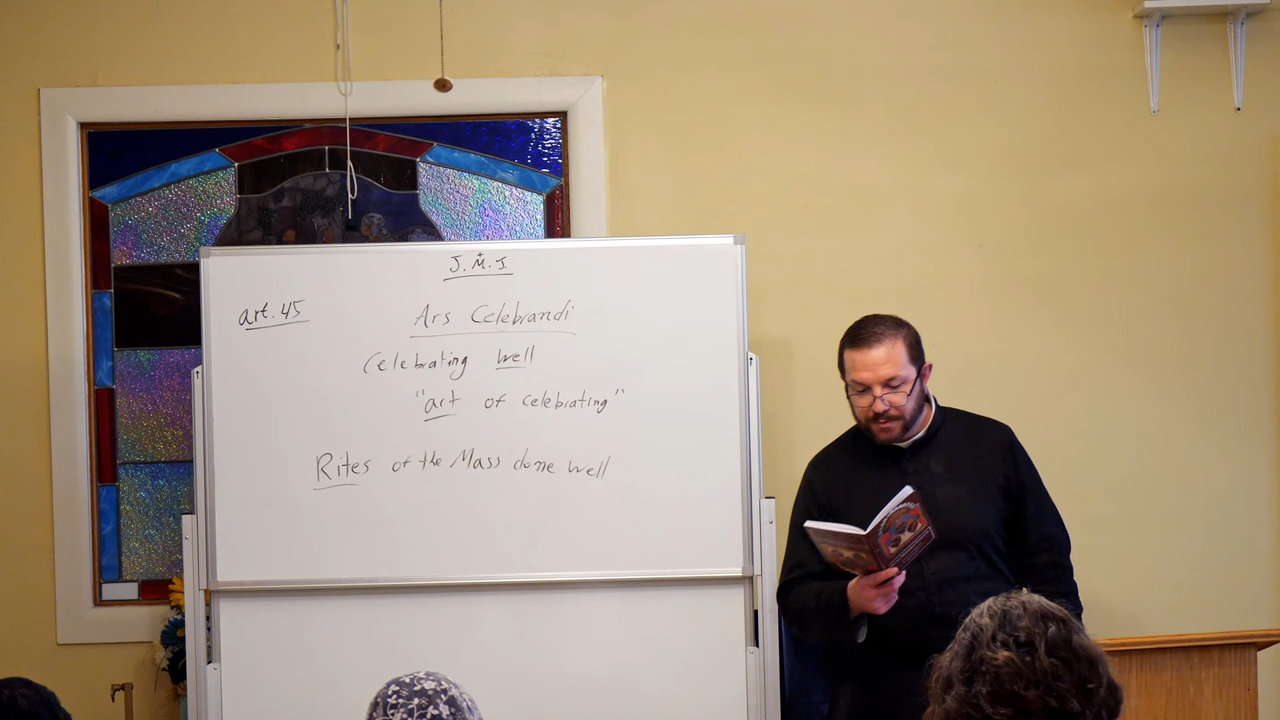 J. M. J.
art. 45
Ars Celebrandi
Celebrating well
"art of celebrating"
Rites of the Mass done well